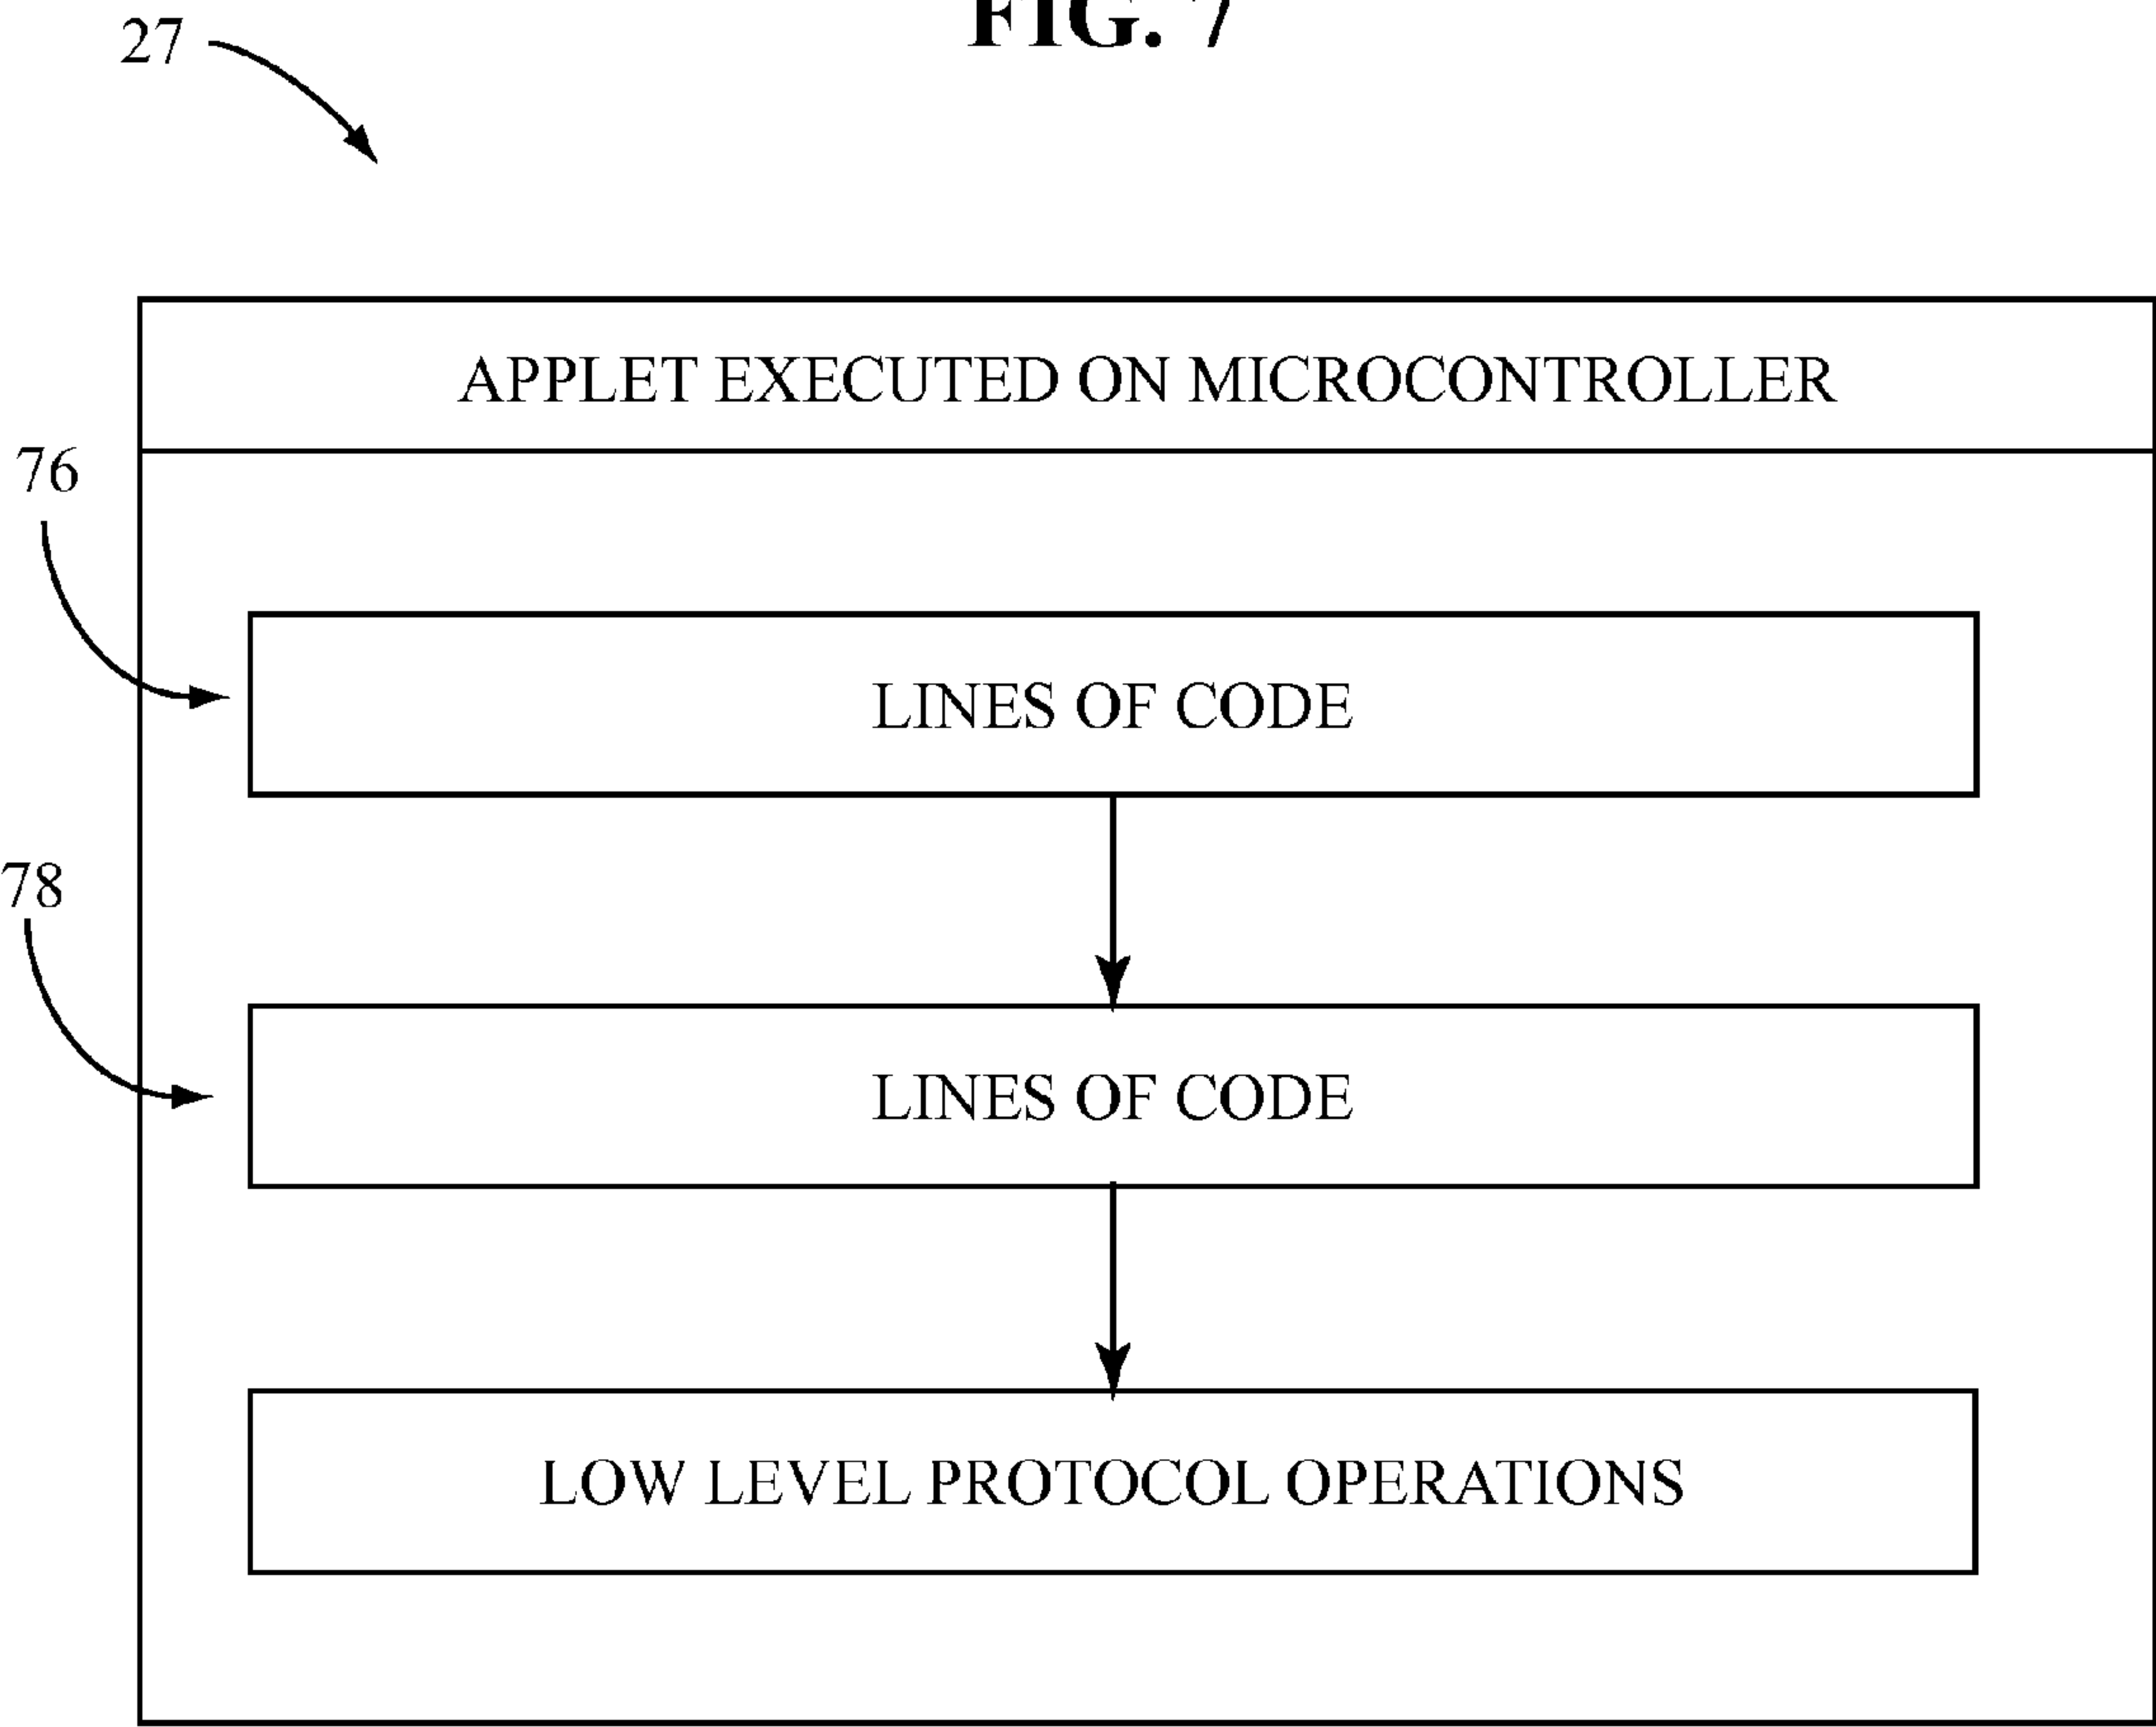 FIG. 7
27
APPLET EXECUTED ON MICROCONTROLLER
76
LINES OF CODE
78
LINES OF CODE
LOW LEVEL PROTOCOL OPERATIONS